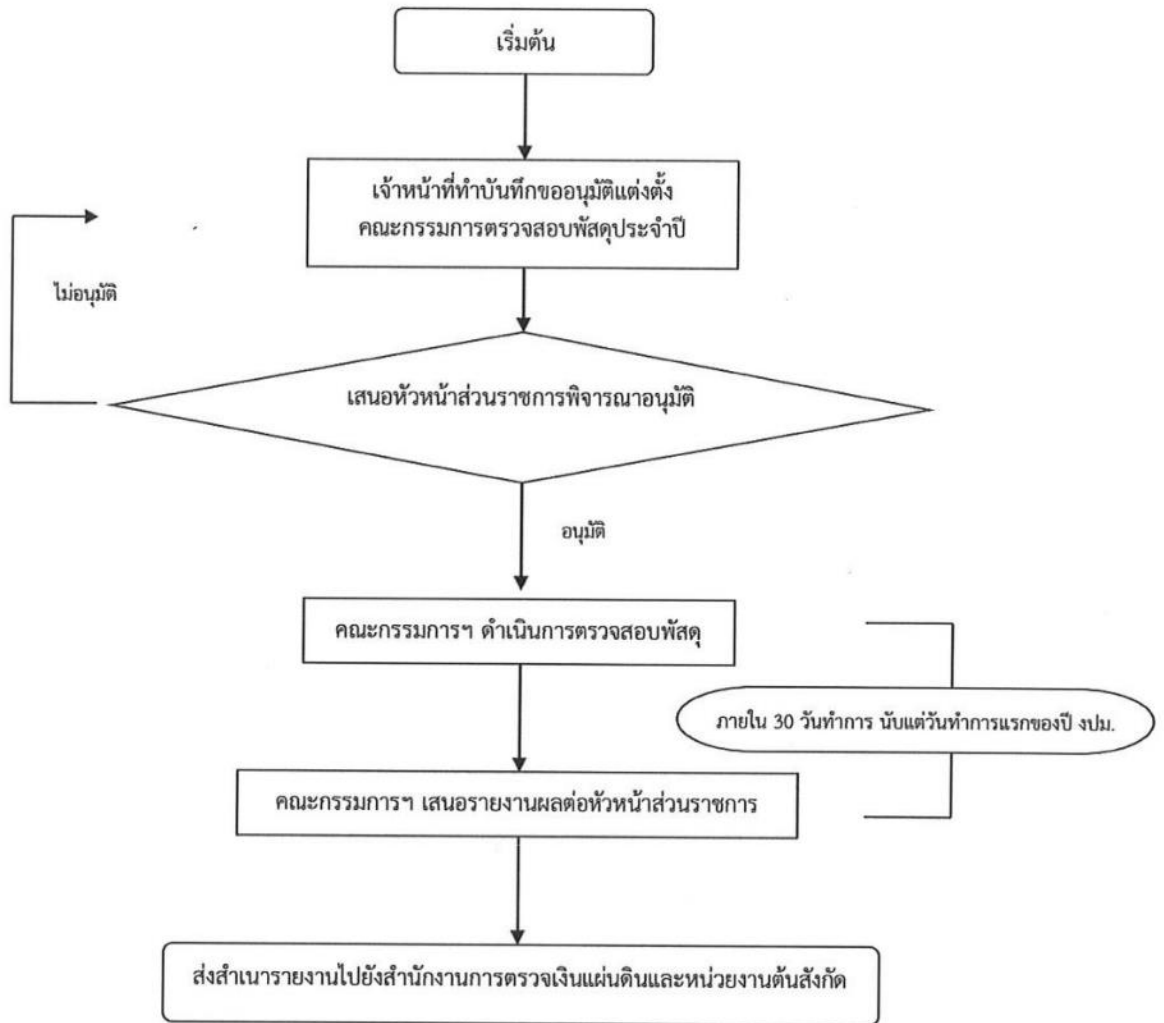 เริ่มต้น
เจ้าหน้าที่ทำบันทึกขออนุมัติแต่งตั้ง
คณะกรรมการตรวจสอบพัสดุประจำปี
ไม่อนุมัติ
เสนอหัวหน้าส่วนราชการพิจารณาอนุมัติ
อนุมัติ
คณะกรรมการฯ ดำเนินการตรวจสอบพัสดุ
ภายใน 30 วันทำการ นับแต่วันทำการแรกของปี งปม.
คณะกรรมการฯ เสนอรายงานผลต่อหัวหน้าส่วนราชการ
ส่งสำเนารายงานไปยังสำนักงานการตรวจเงินแผ่นดินและหน่วยงานต้นสังกัด